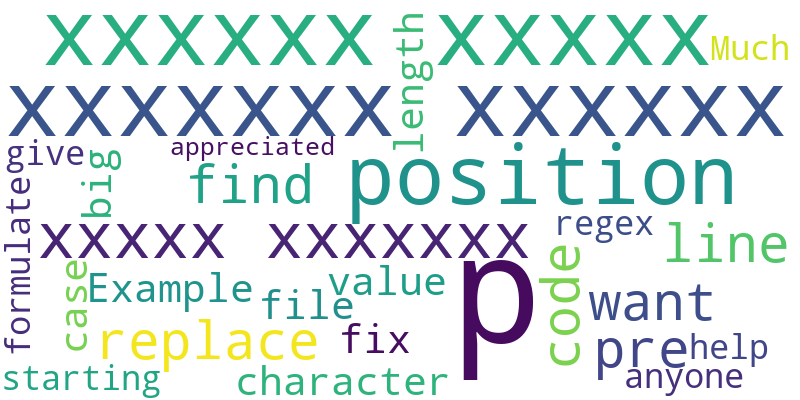 xxxxxx xxxxx
Much
length
xxxxxxx xxxxxx
appreciated
give
big
find
position
formulate
xxxxx xxxxxxx
regex
line
case
Example
value
file
p
code
want
replace
fix
pre
help
starting
character
anyone